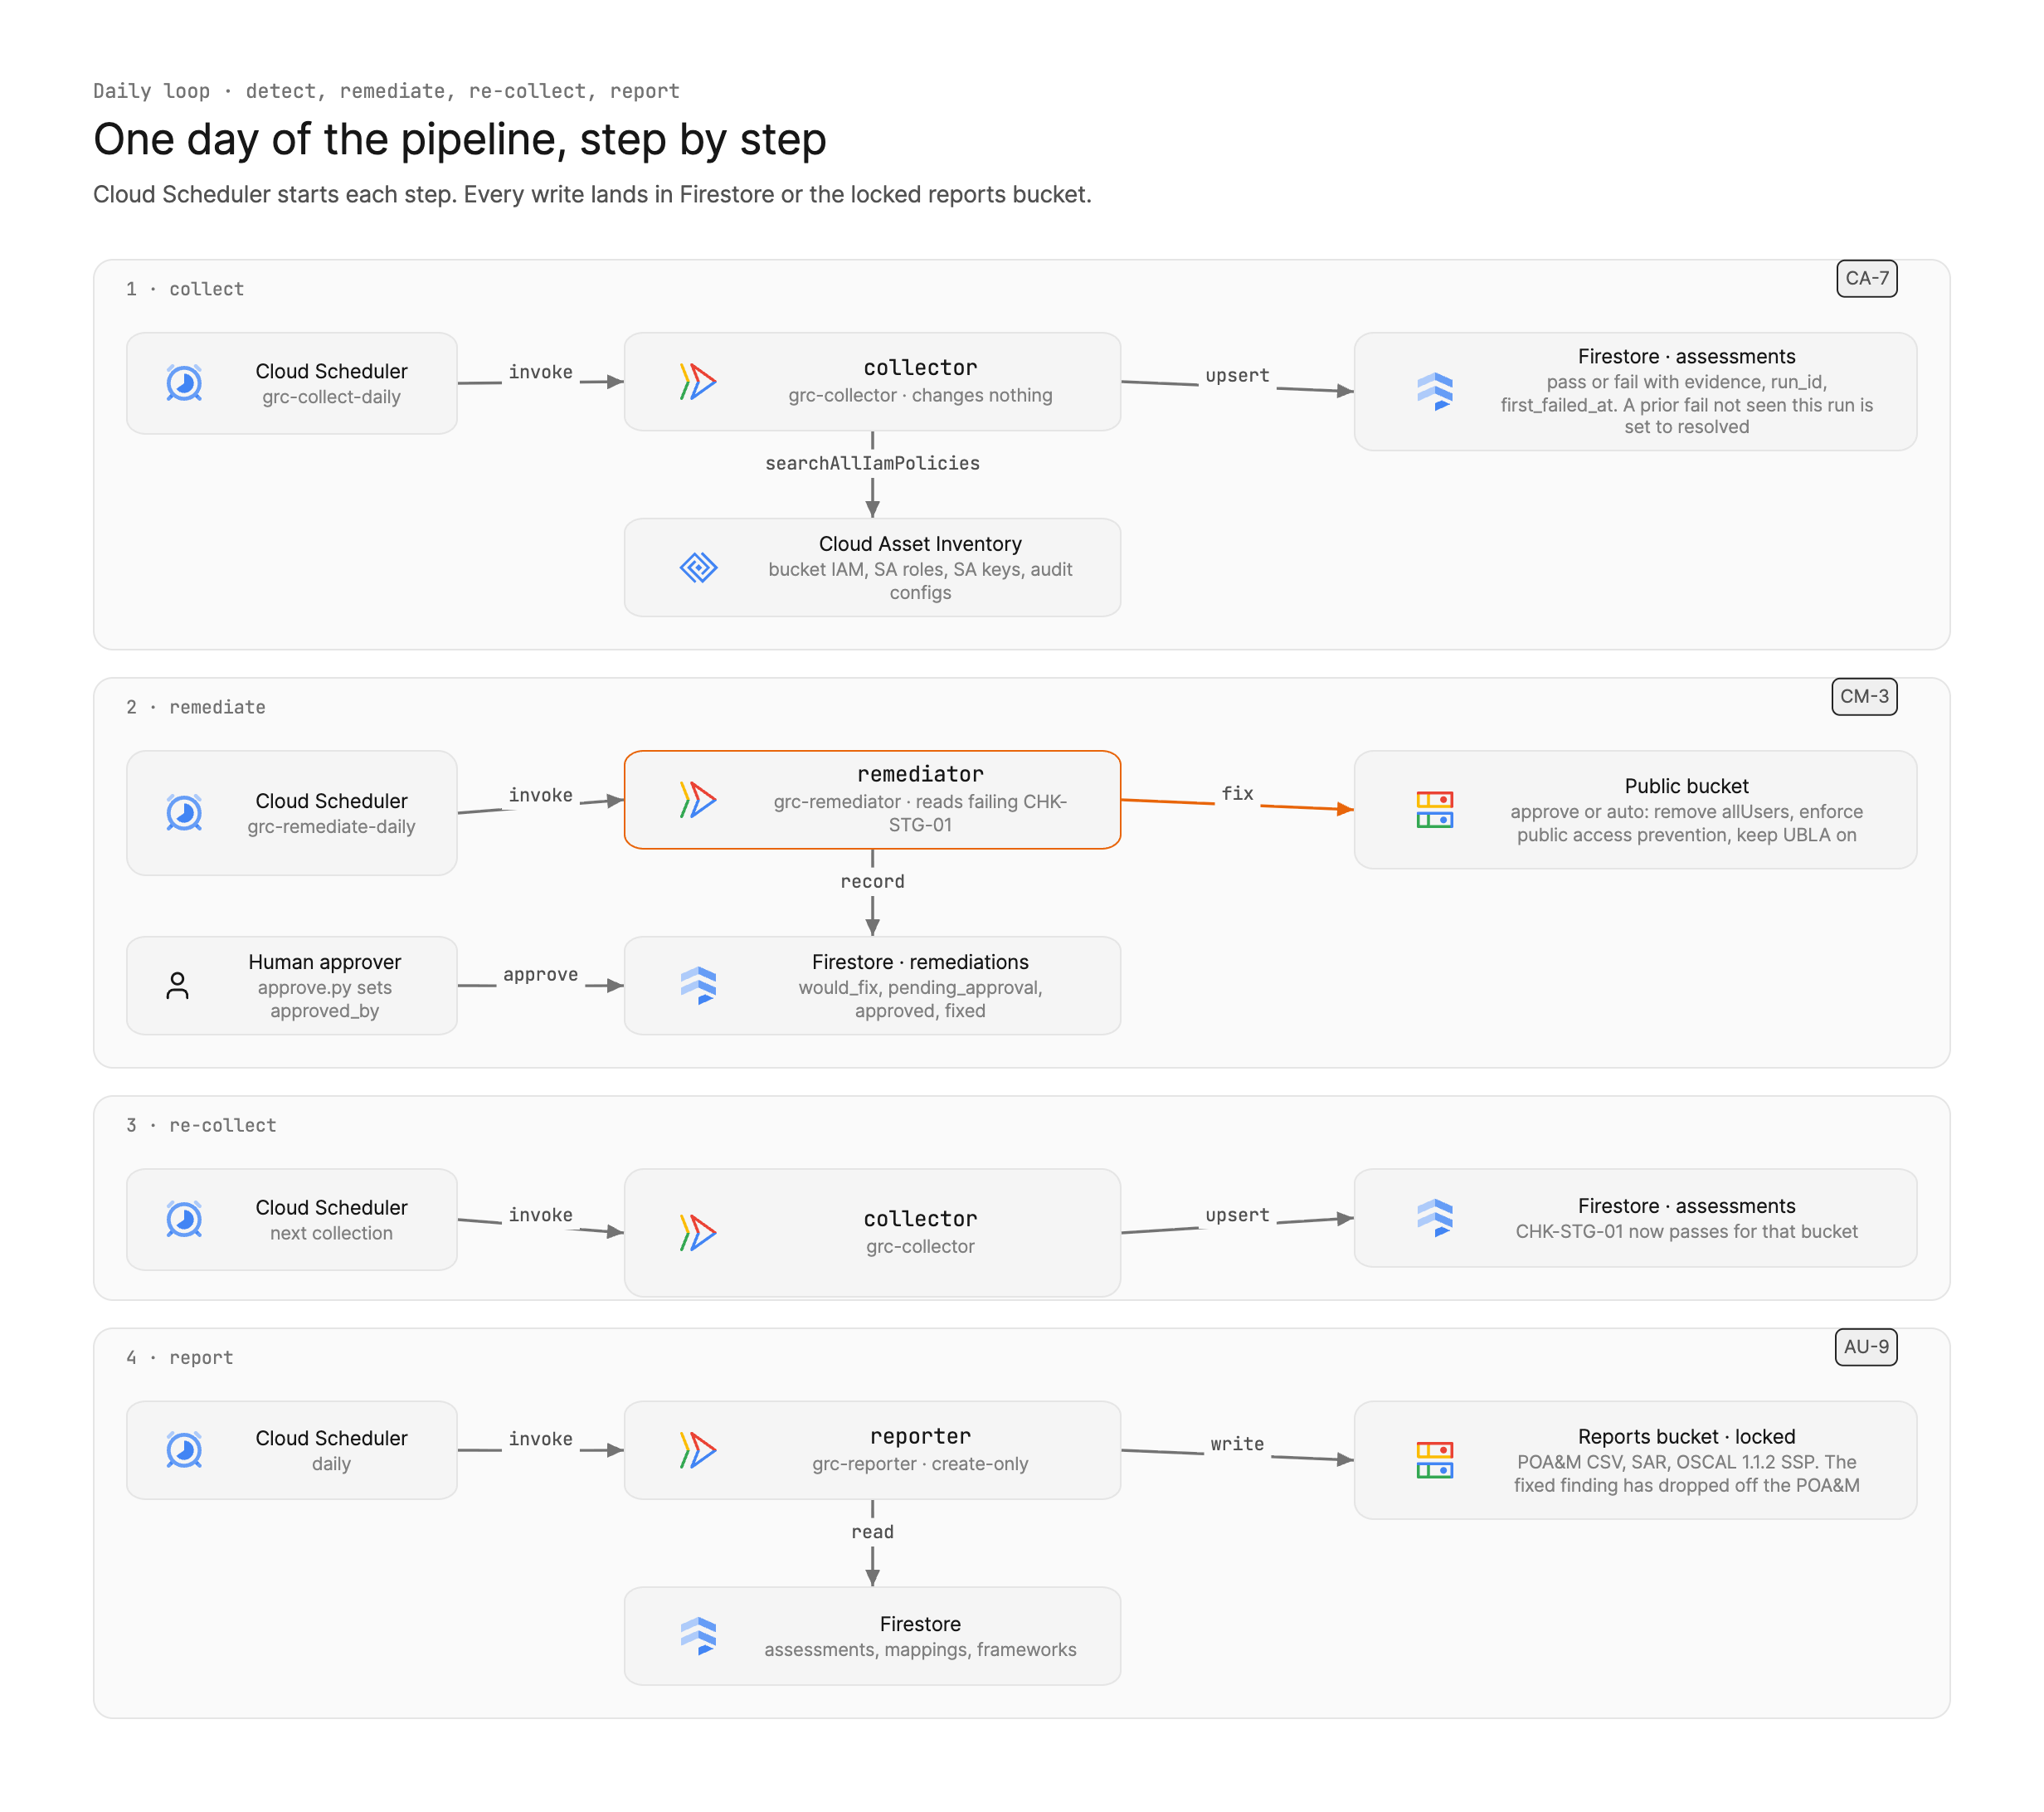 Daily loop · detect, remediate, re-collect, report
One day of the pipeline, step by step
Cloud Scheduler starts each step. Every write lands in Firestore or the locked reports bucket.
1 · collect
CA-7
Cloud Scheduler
grc-collect-daily
invoke
collector
grc-collector · changes nothing
upsert
Firestore · assessments
pass or fail with evidence, run_id,
first_failed_at. A prior fail not seen this run is
set to resolved
searchAllIamPolicies
Cloud Asset Inventory
bucket IAM, SA roles, SA keys, audit
configs
2 · remediate
CM-3
Cloud Scheduler
grc-remediate-daily
invoke
remediator
grc-remediator · reads failing CHK-
STG-01
fix
Public bucket
approve or auto: remove allUsers, enforce
public access prevention, keep UBLA on
record
Human approver
approve.py sets
approved_by
approve
Firestore · remediations
would_fix, pending_approval,
approved, fixed
3 · re-collect
Cloud Scheduler
next collection
invoke
collector
grc-collector
upsert
Firestore · assessments
CHK-STG-01 now passes for that bucket
4 · report
AU-9
Cloud Scheduler
daily
invoke
reporter
grc-reporter · create-only
write
Reports bucket · locked
POA&M CSV, SAR, OSCAL 1.1.2 SSP. The
fixed finding has dropped off the POA&M
read
Firestore
assessments, mappings, frameworks